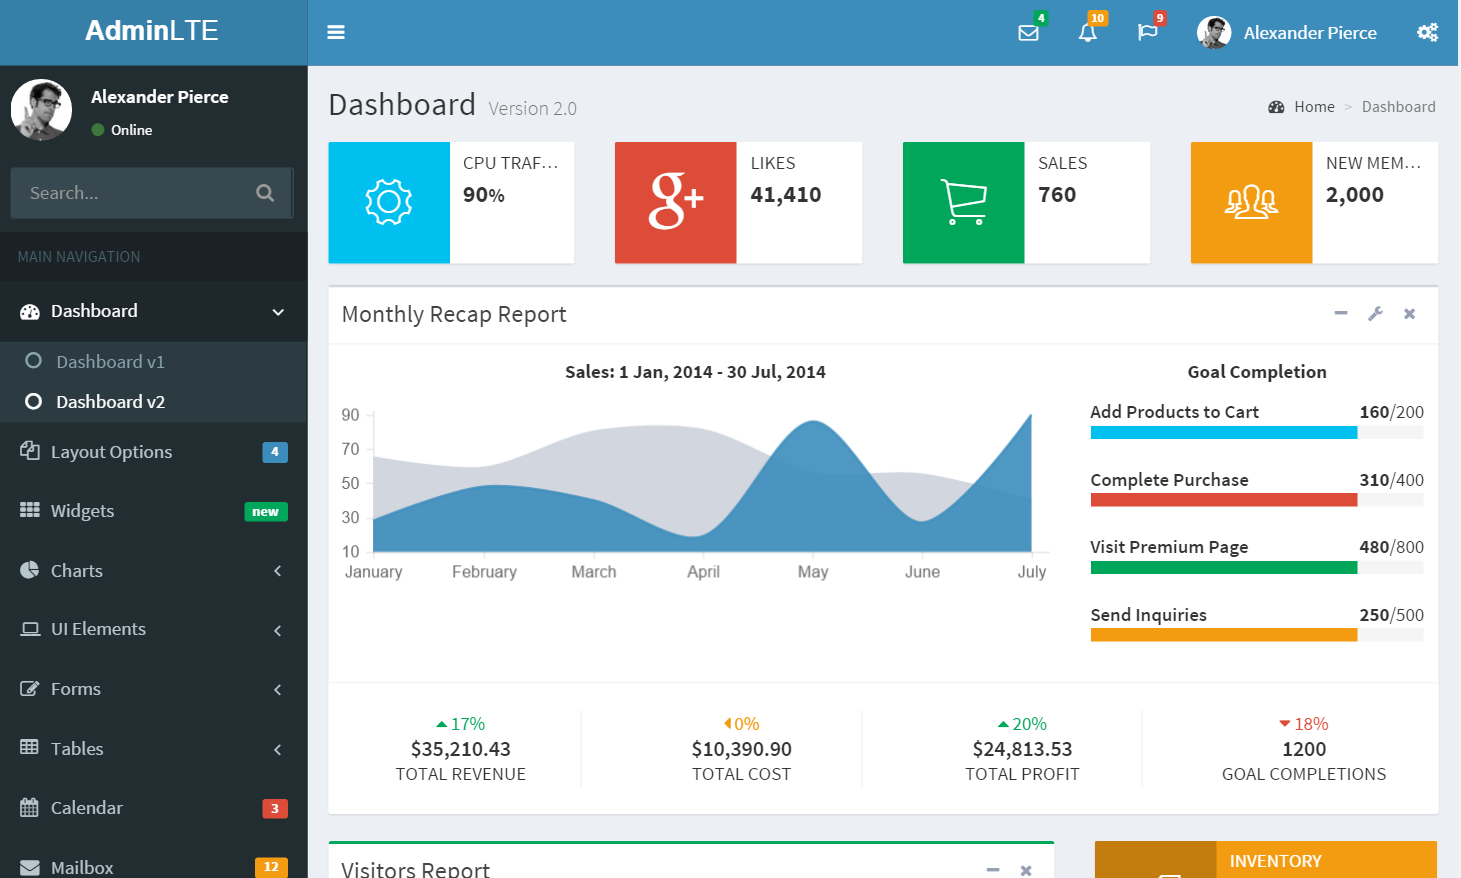 AdminLTE
4
10
9
Alexander Pierce
Alexander Pierce
Online
Search...
MAIN NAVIGATION
Dashboard
Dashboard v1
Dashboard v2
Layout Options 4
Widgets new
Charts
UI Elements
Forms
Tables
Calendar 3
Mailbox 12
Dashboard Version 2.0
Home > Dashboard
CPU TRAF...
90%
g+
LIKES
41,410
SALES
760
NEW MEM...
2,000
Monthly Recap Report
Sales: 1 Jan, 2014 - 30 Jul, 2014
90
70
50
30
10
January February March April May June July
Goal Completion
Add Products to Cart 160/200
Complete Purchase 310/400
Visit Premium Page 480/800
Send Inquiries 250/500
17%
$35,210.43
TOTAL REVENUE
0%
$10,390.90
TOTAL COST
20%
$24,813.53
TOTAL PROFIT
18%
1200
GOAL COMPLETIONS
Visitors Report
INVENTORY